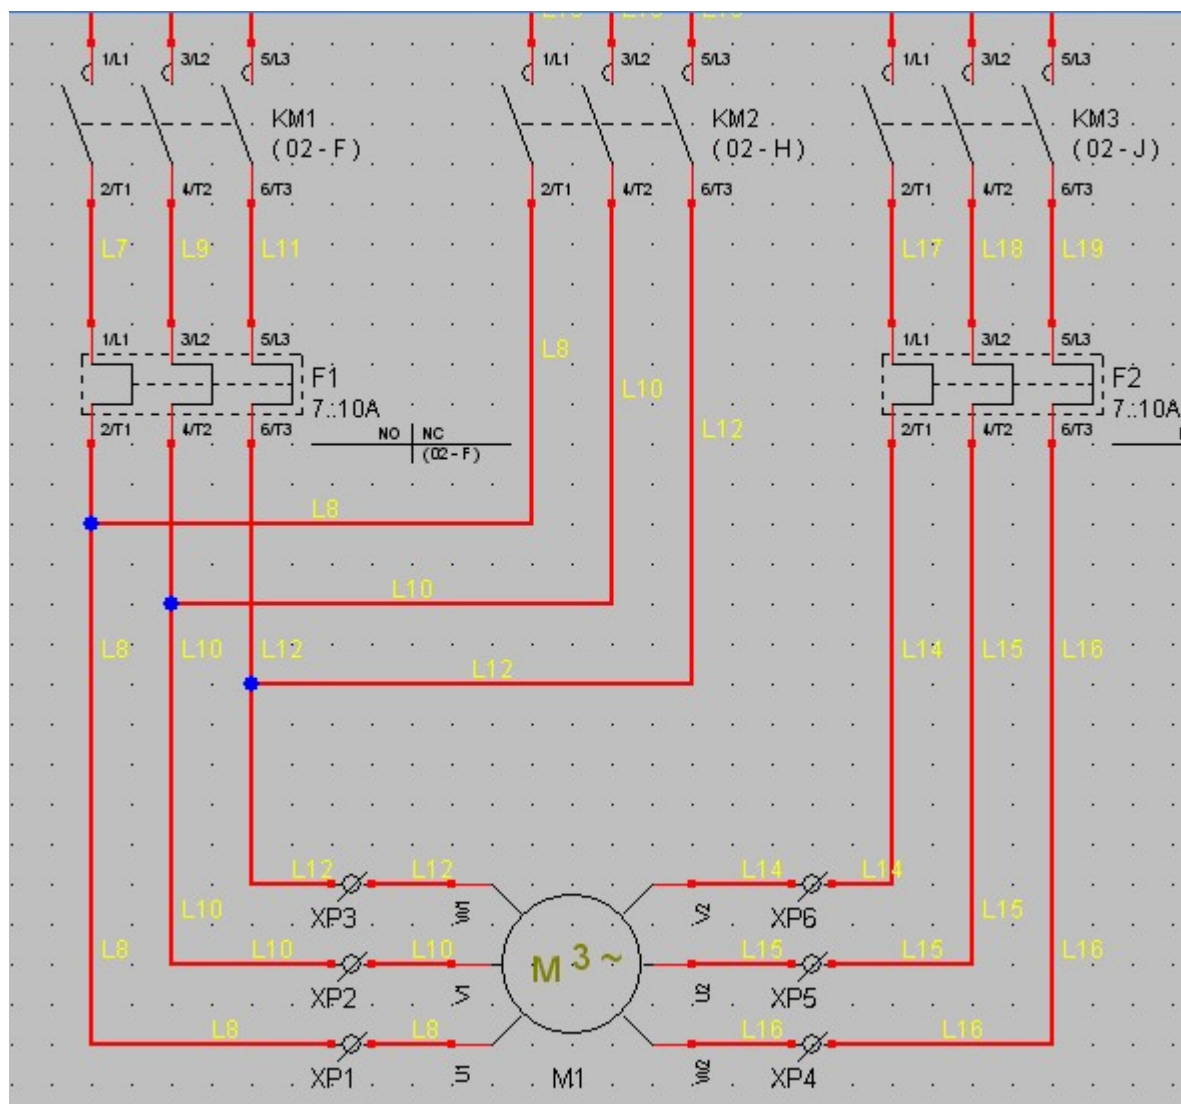 1/L1 3/L2 5/L3 1/L1 3/L2 5/L3 1/L1 3/L2 5/L3
KM1 KM2 KM3
(02-F) (02-H) (02-J)
2/T1 4/T2 6/T3 2/T1 4/T2 6/T3 2/T1 4/T2 6/T3
L7 L9 L11 L17 L18 L19
1/L1 3/L2 5/L3 L8 1/L1 3/L2 5/L3
F1 L10 F2
7..10A 7..10A
2/T1 4/T2 6/T3 NO NC L12 2/T1 4/T2 6/T3
(02-F)
L8
L10
L8 L10 L12 L12 L14 L15 L16
L12 L12 L14 L14
XP3 W1 V2 XP6
L10 L15
L8 L10 L10 L15 L15 L16
M 3 ~
XP2 V1 U2 XP5
L8 L8 L16 L16
XP1 U1 M1 W2 XP4